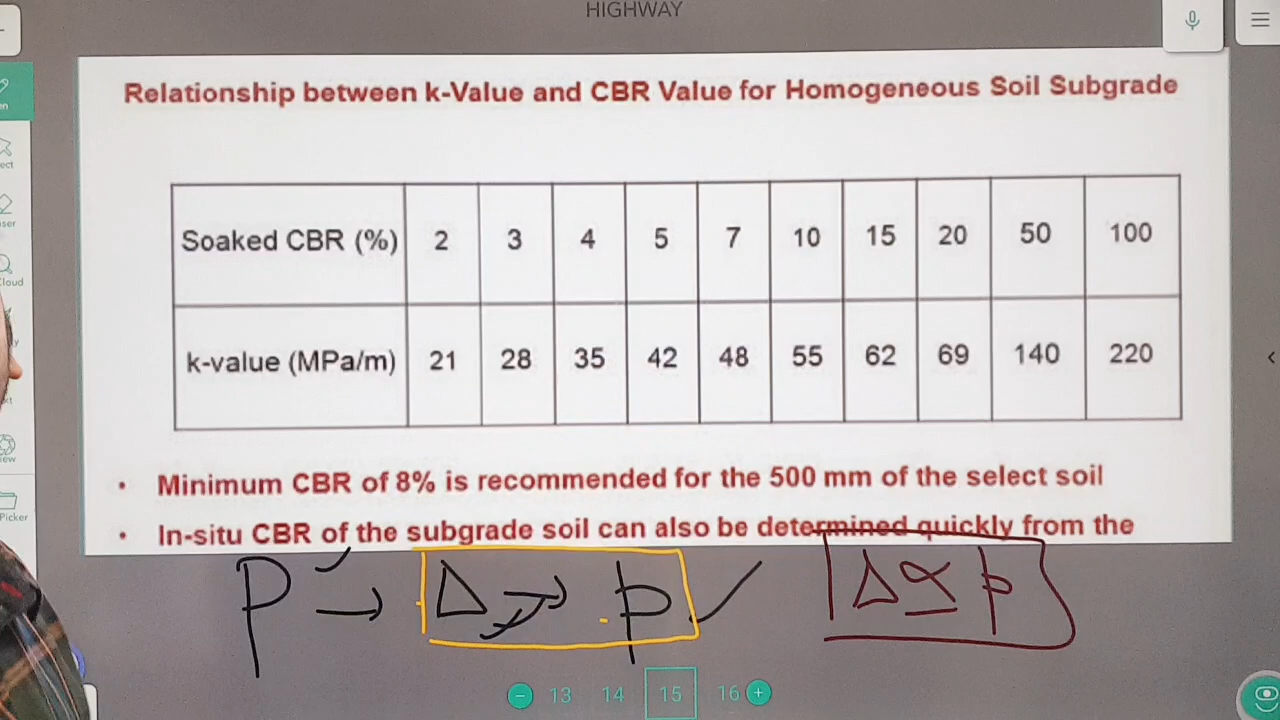 HIGHWAY
Relationship between k-Value and CBR Value for Homogeneous Soil Subgrade
Soaked CBR (%) 2 3 4 5 7 10 15 20 50 100
k-value (MPa/m) 21 28 35 42 48 55 62 69 140 220
• Minimum CBR of 8% is recommended for the 500 mm of the select soil
• In-situ CBR of the subgrade soil can also be determined quickly from the
P → Δ → p ✓ Δ ∝ p
13 14 15 16
Picker